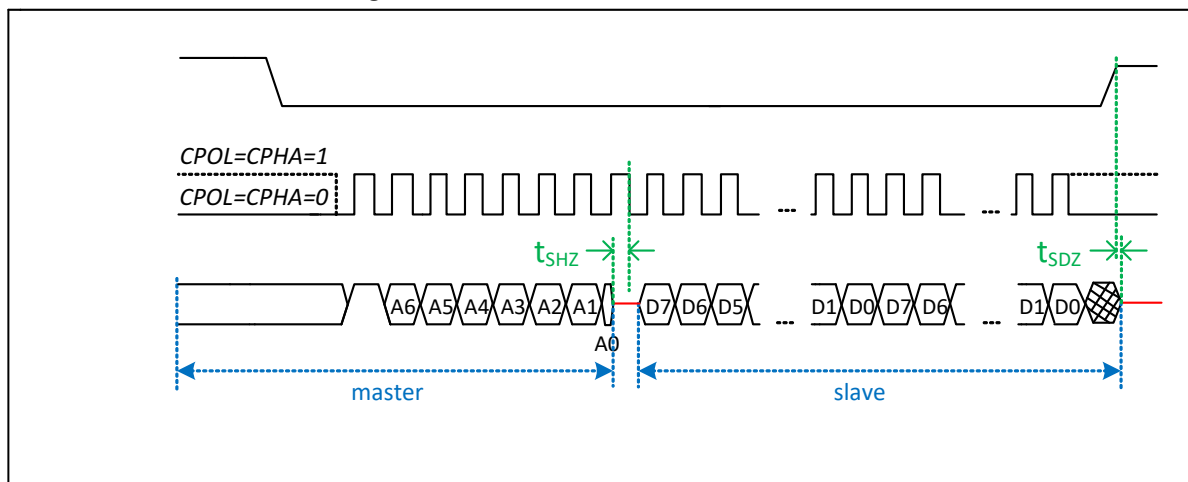 CPOL=CPHA=1
CPOL=CPHA=0
tSHZ tSDZ
A6 A5 A4 A3 A2 A1 D7 D6 D5 ... D1 D0 D7 D6 ... D1 D0
A0
master slave